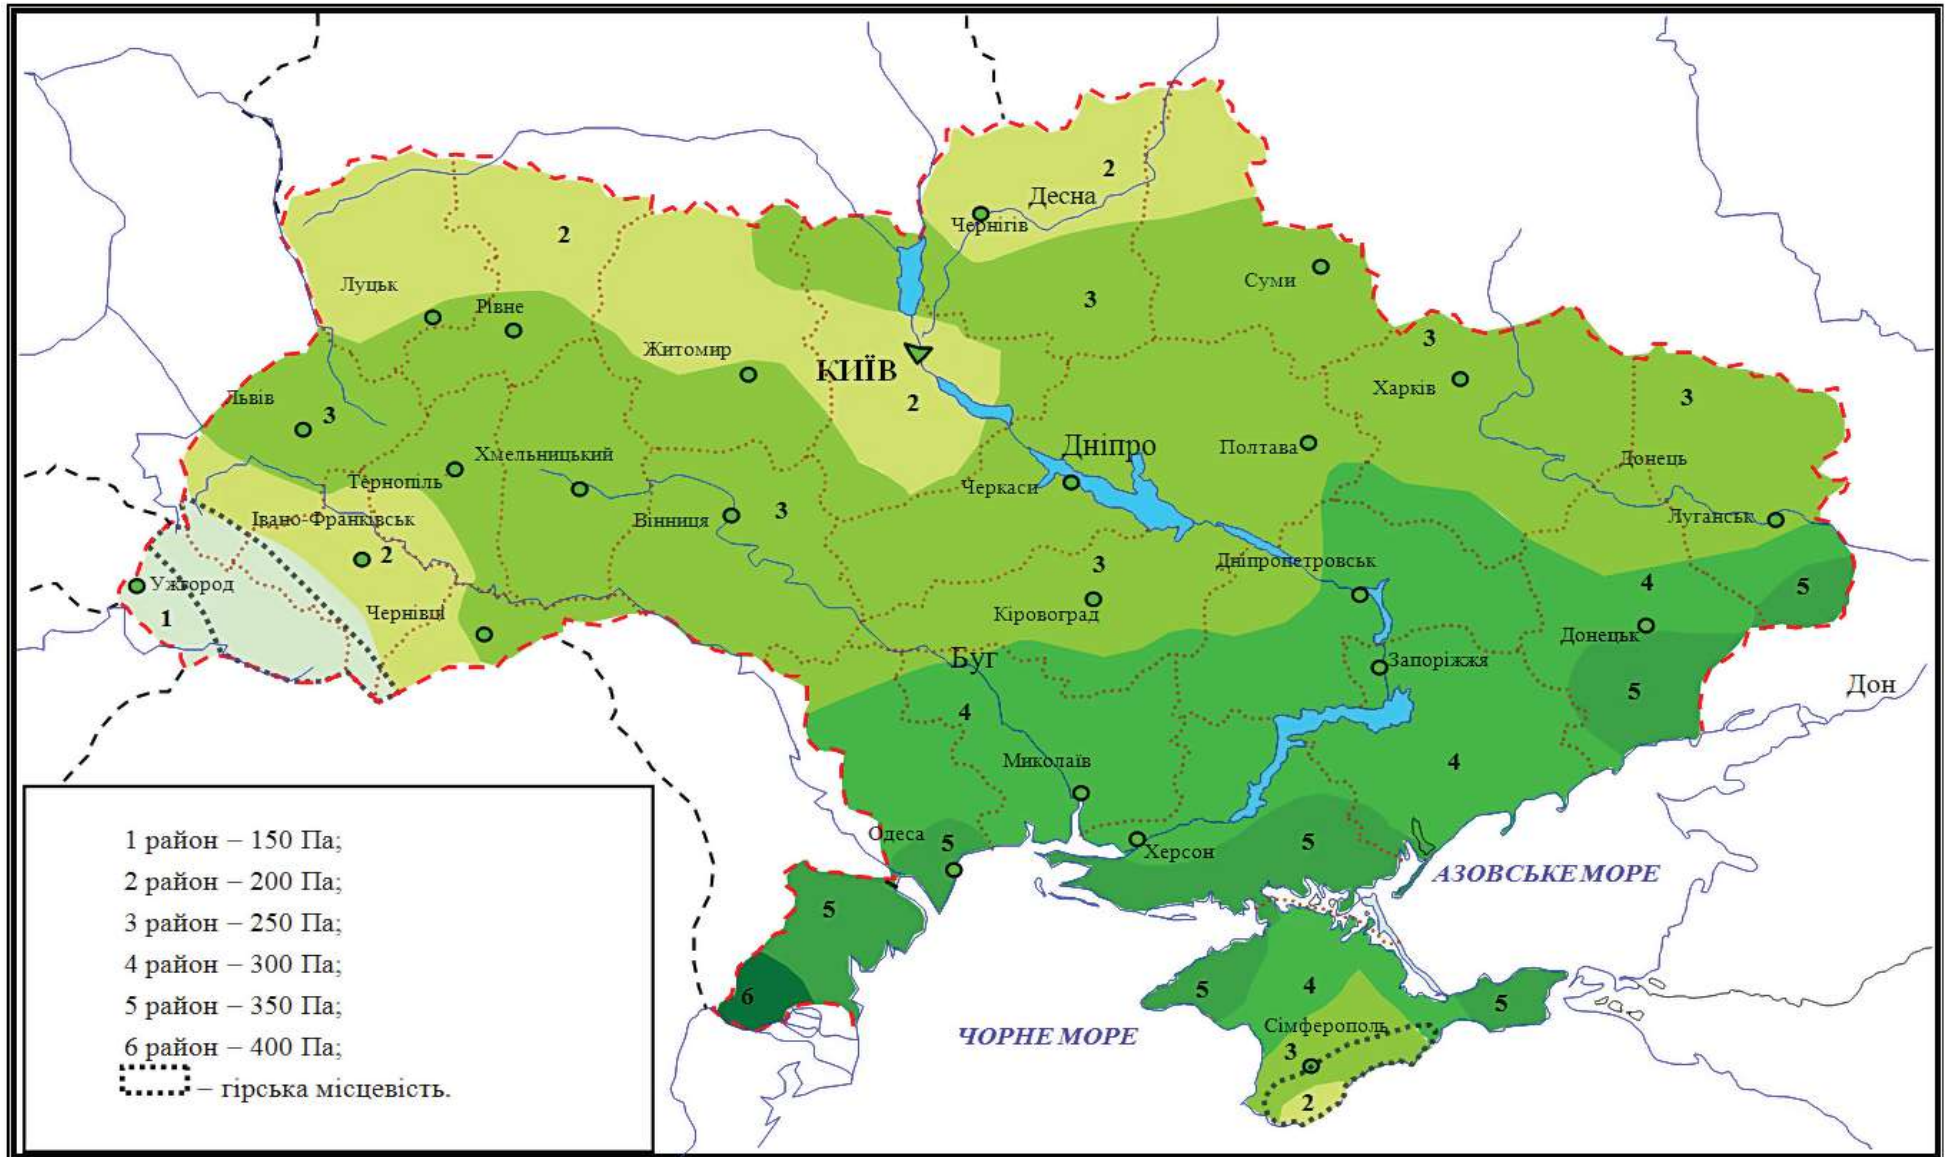 2
Десна
Чернігів
2
Луцьк
Рівне
3
Суми
3
Житомир
КИЇВ
2
Харків
3
Львів
3
Дніпро
Полтава
Донець
Хмельницький
Тернопіль
Черкаси
Івано-Франківськ
2
Вінниця
3
Луганськ
Ужгород
1
Чернівці
3
Кіровоград
Дніпропетровськ
4
5
Донецьк
Буг
Запоріжжя
5
Дон
4
Миколаїв
4
Одеса
5
Херсон
5
АЗОВСЬКЕ МОРЕ
5
6
5
4
5
ЧОРНЕ МОРЕ
Сімферополь
3
2
1 район – 150 Па;
2 район – 200 Па;
3 район – 250 Па;
4 район – 300 Па;
5 район – 350 Па;
6 район – 400 Па;
– гірська місцевість.